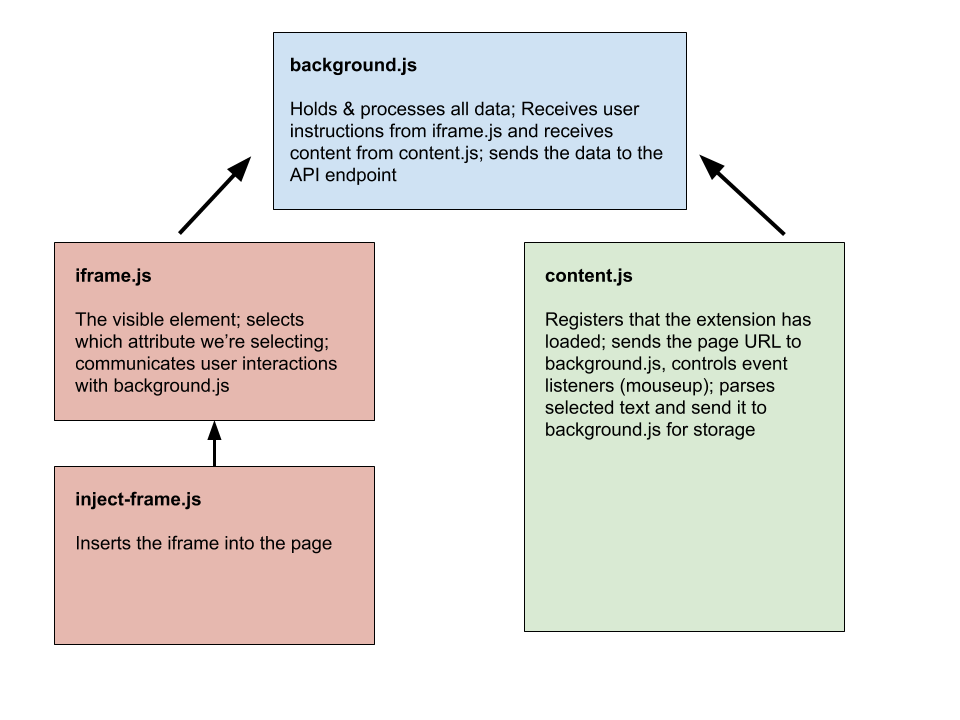 background.js
Holds & processes all data; Receives user
instructions from iframe.js and receives
content from content.js; sends the data to the
API endpoint
iframe.js
The visible element; selects
which attribute we’re selecting;
communicates user interactions
with background.js
content.js
Registers that the extension has
loaded; sends the page URL to
background.js, controls event
listeners (mouseup); parses
selected text and send it to
background.js for storage
inject-frame.js
Inserts the iframe into the page